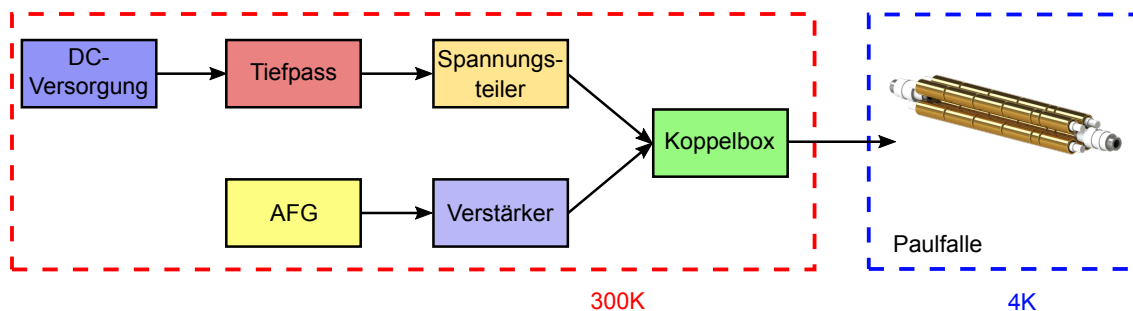 DC-
Versorgung
Tiefpass
Spannungs-
teiler
Koppelbox
AFG
Verstärker
Paulfalle
300K
4K